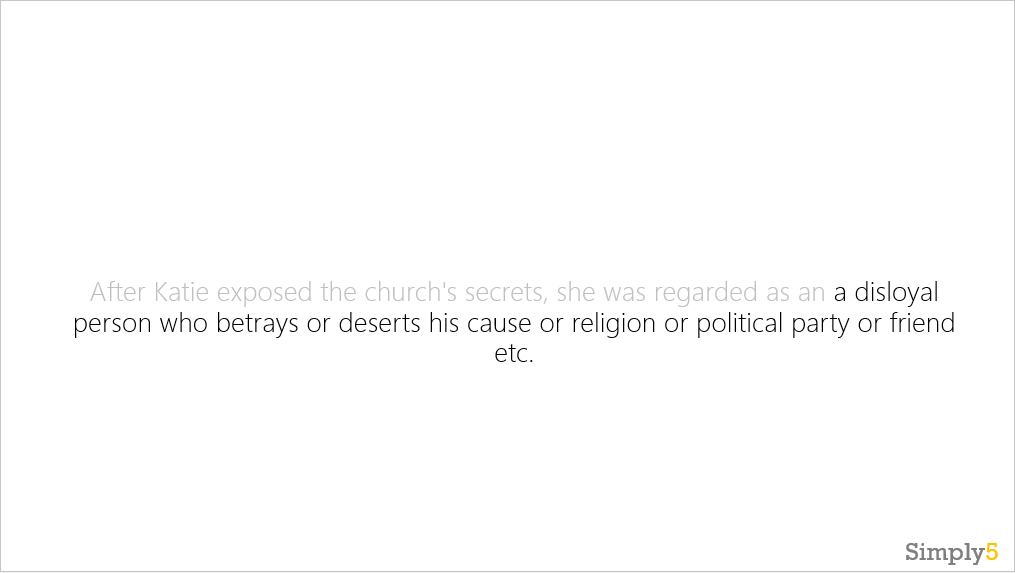 After Katie exposed the church's secrets, she was regarded as an a disloyal
person who betrays or deserts his cause or religion or political party or friend
etc.
Simply5